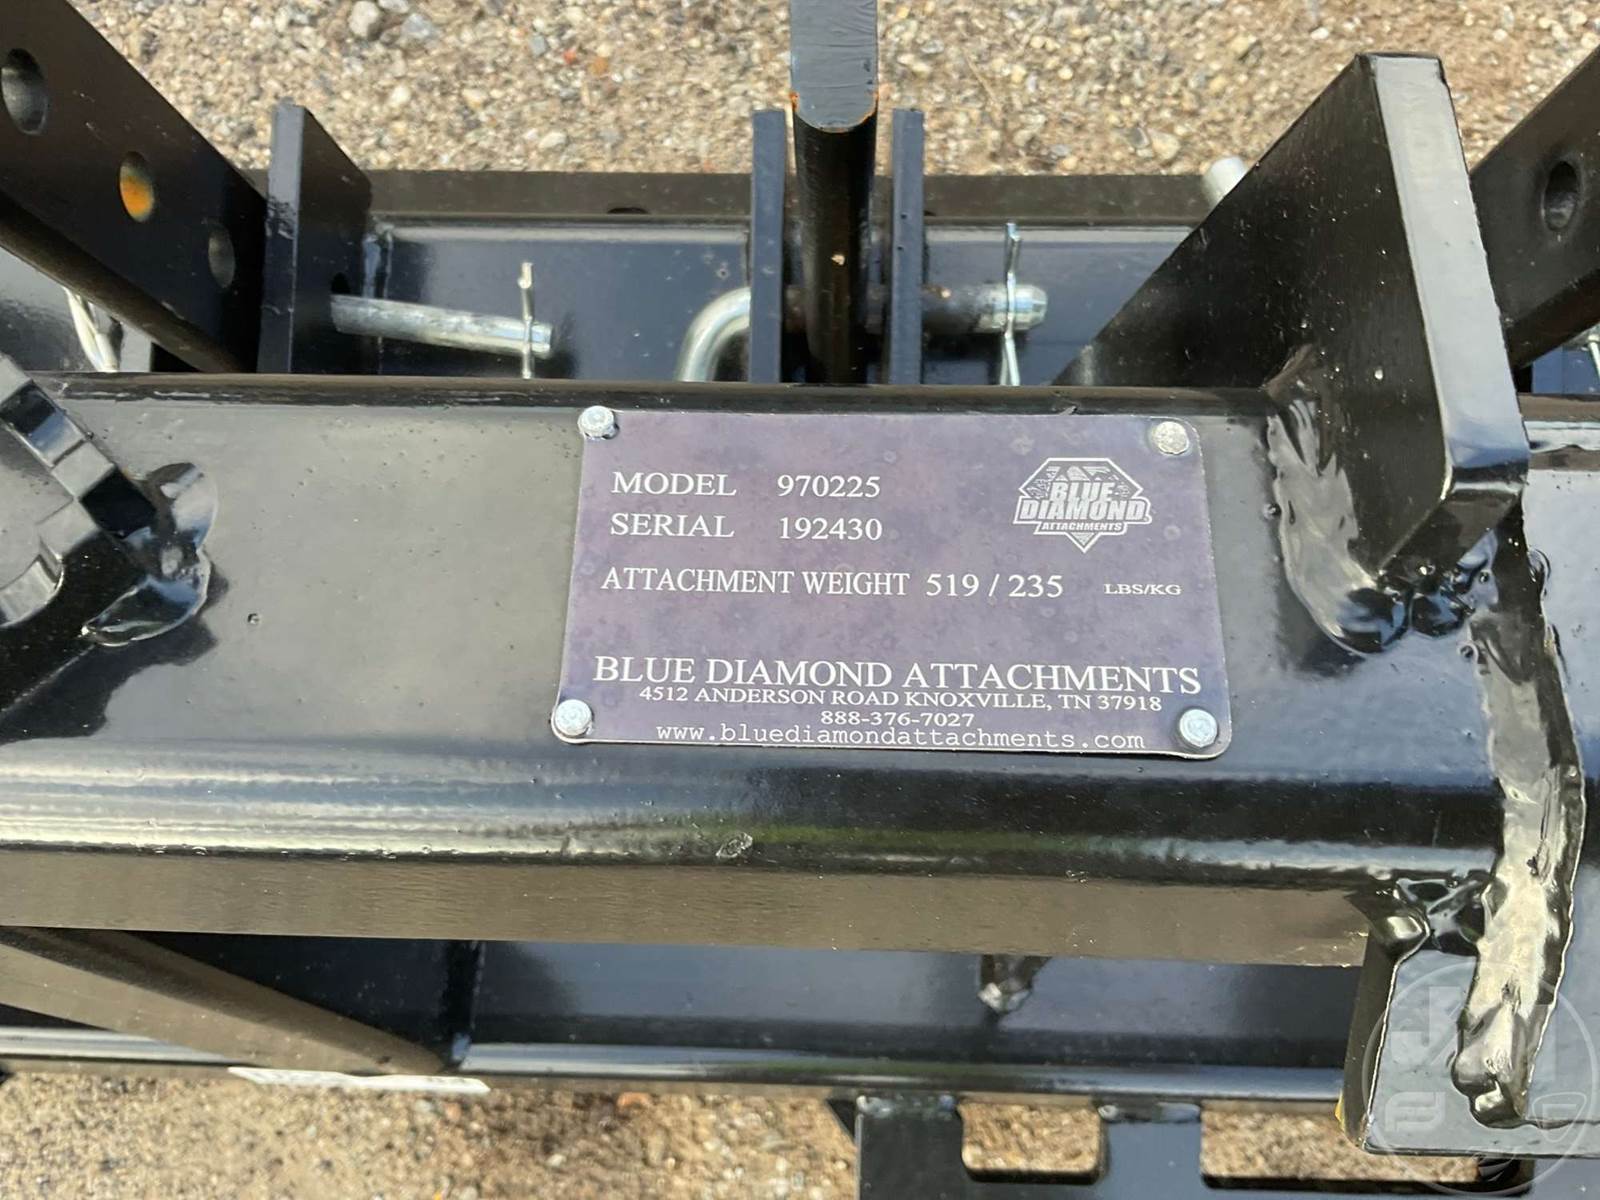 MODEL 970225
SERIAL 192430
BLUE
DIAMOND
ATTACHMENTS
ATTACHMENT WEIGHT 519 / 235 LBS/KG
BLUE DIAMOND ATTACHMENTS
4512 ANDERSON ROAD KNOXVILLE, TN 37918
888-376-7027
www.bluediamondattachments.com